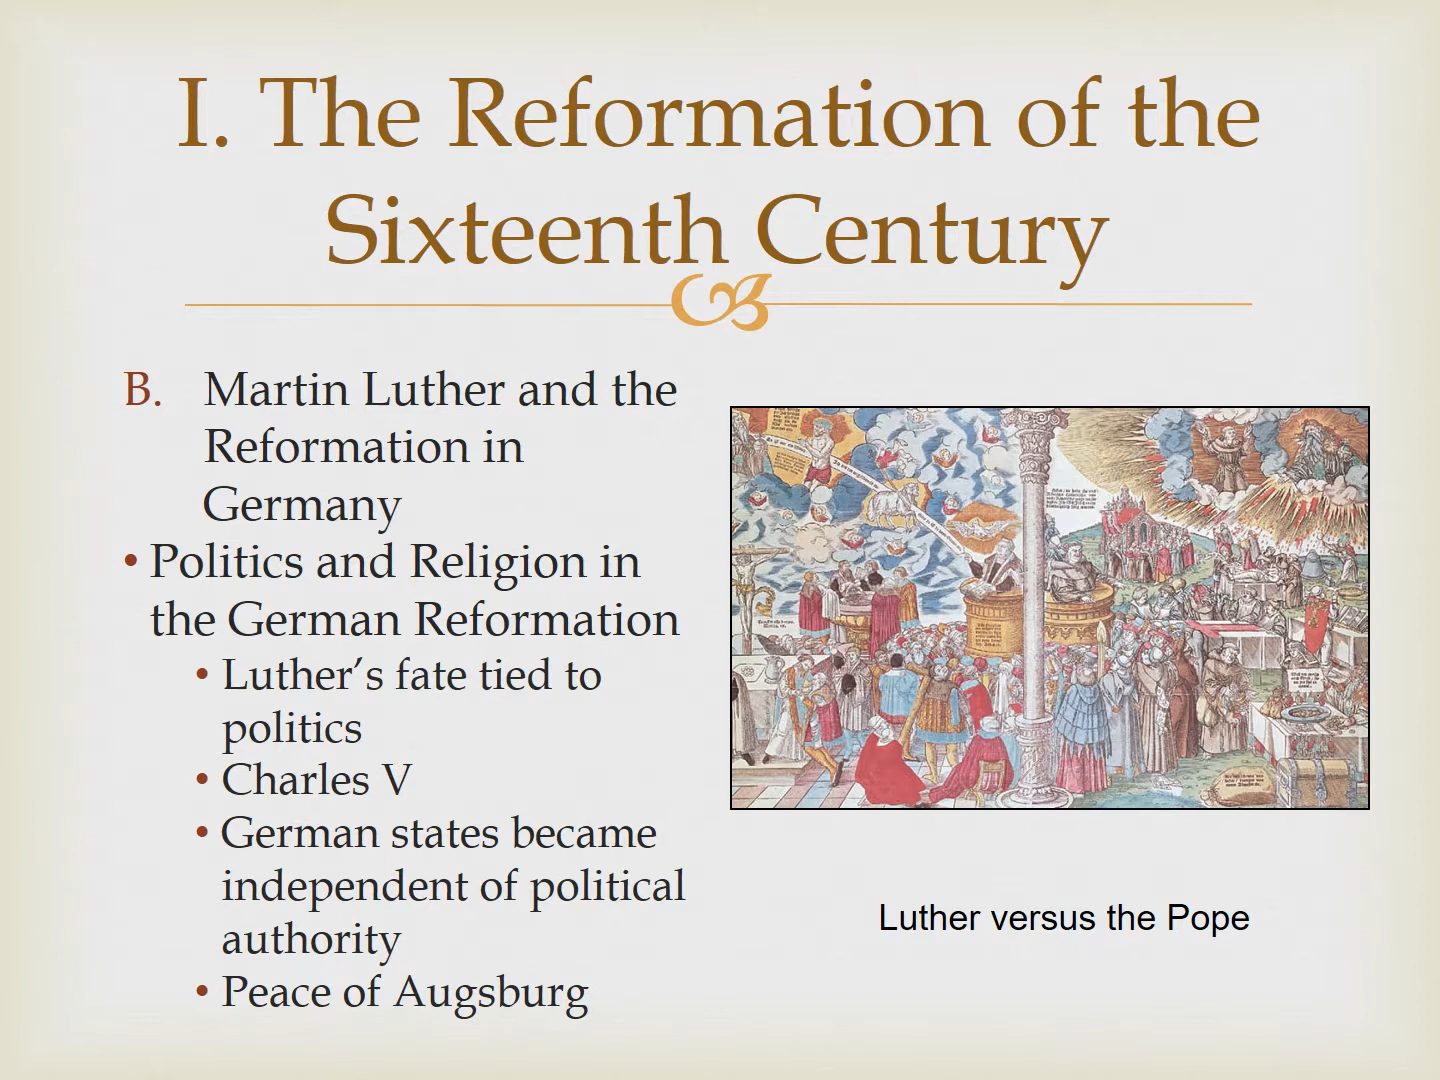 I. The Reformation of the
Sixteenth Century
B. Martin Luther and the
Reformation in
Germany
• Politics and Religion in
the German Reformation
• Luther’s fate tied to
politics
• Charles V
• German states became
independent of political
authority
• Peace of Augsburg
Luther versus the Pope